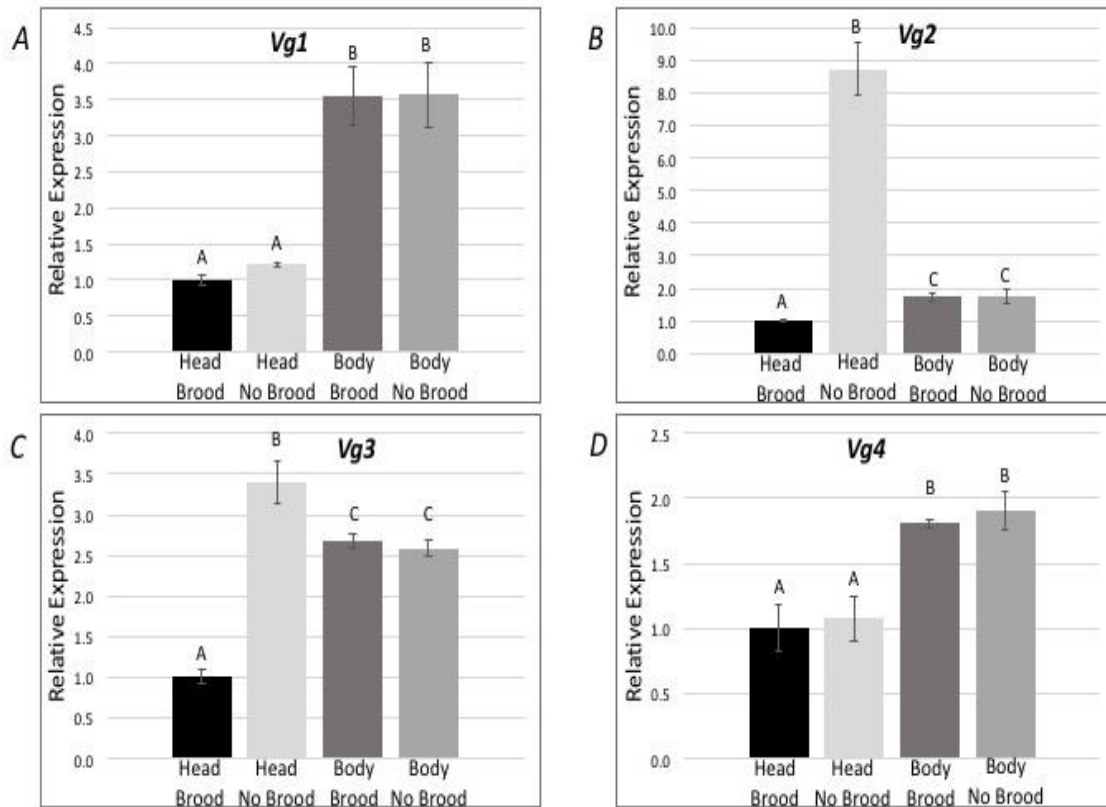 A
Vg1
Relative Expression
4.5
4.0
3.5
3.0
2.5
2.0
1.5
1.0
0.5
0.0
A
A
B
B
Head Head Body Body
Brood No Brood Brood No Brood
B
Vg2
Relative Expression
10.0
9.0
8.0
7.0
6.0
5.0
4.0
3.0
2.0
1.0
0.0
A
B
C
C
Head Head Body Body
Brood No Brood Brood No Brood
C
Vg3
Relative Expression
4.0
3.5
3.0
2.5
2.0
1.5
1.0
0.5
0.0
A
B
C
C
Head Head Body Body
Brood No Brood Brood No Brood
D
Vg4
Relative Expression
2.5
2.0
1.5
1.0
0.5
0.0
A
A
B
B
Head Head Body Body
Brood No Brood Brood No Brood